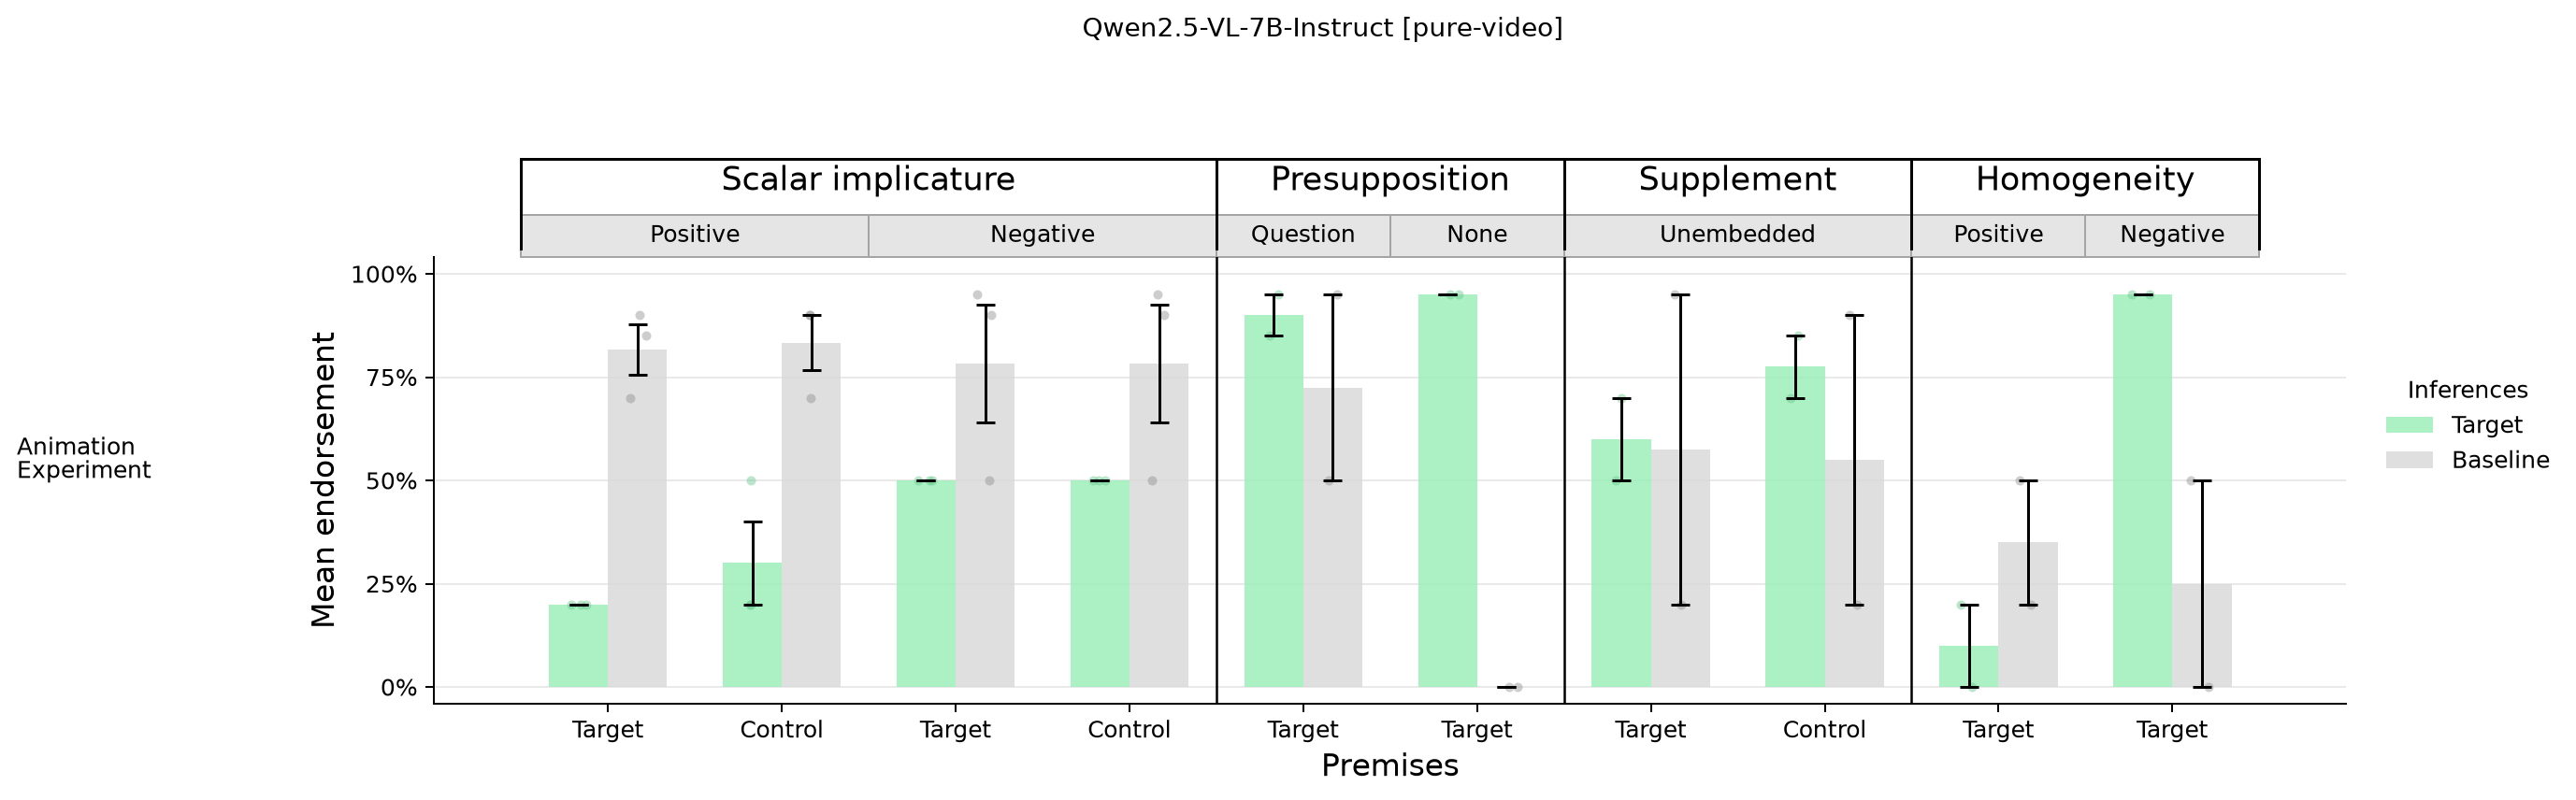 Qwen2.5-VL-7B-Instruct [pure-video]
Scalar implicature Presupposition Supplement Homogeneity
Positive Negative Question None Unembedded Positive Negative
100%
75%
50%
25%
0%
Mean endorsement
Animation
Experiment
Inferences
Target
Baseline
Target Control Target Control Target Target Target Control Target Target
Premises